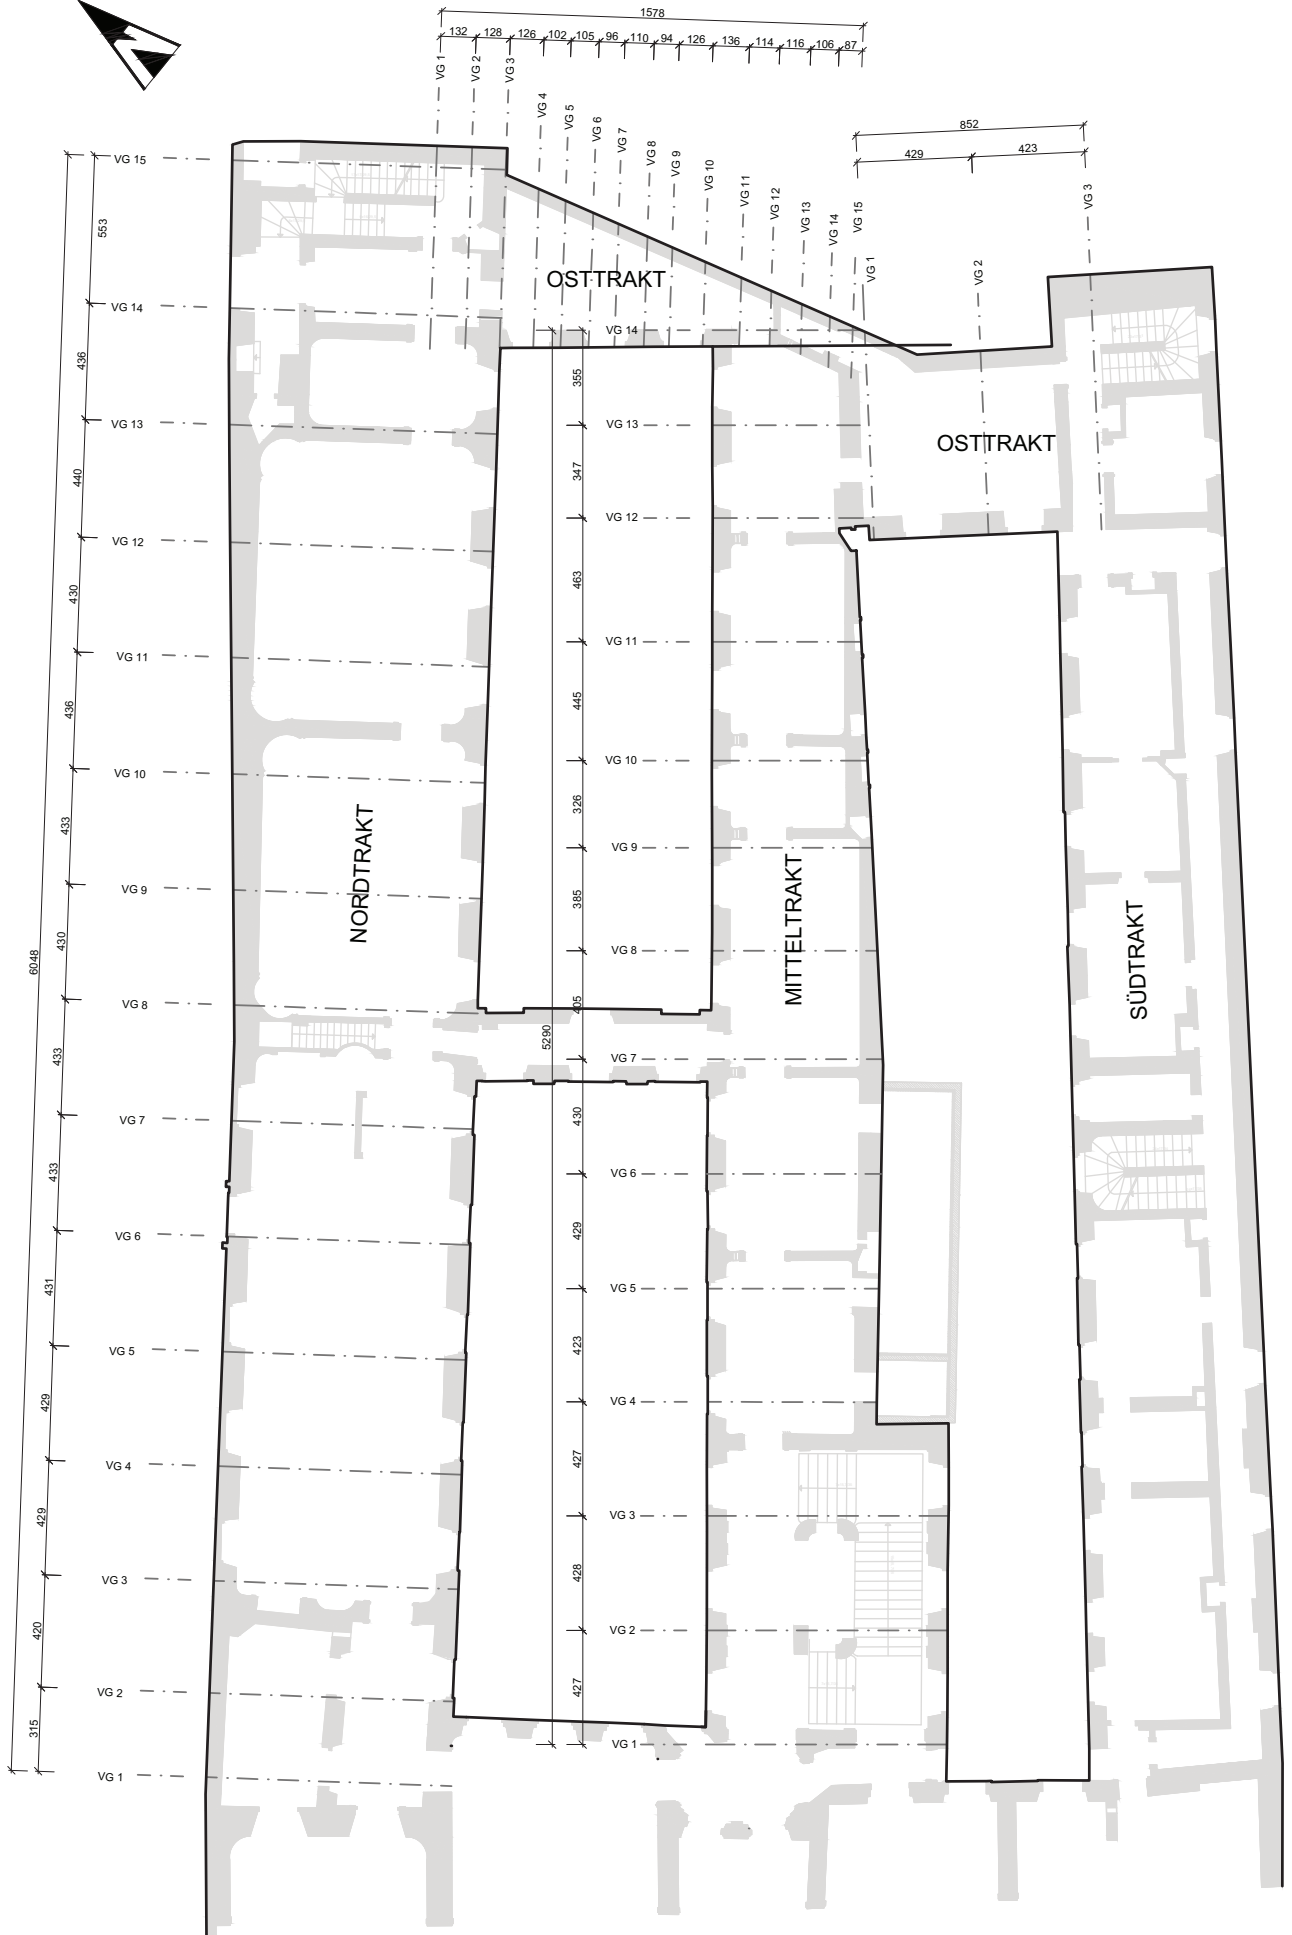 1578
132 128 126 102 105 96 110 94 126 136 114 116 106 87
VG 1
VG 2
VG 3
VG 4
VG 5
VG 6
VG 7
VG 8
VG 9
VG 10
VG 11
VG 12
VG 13
VG 14
VG 15
852
429 423
VG 1
VG 2
VG 3
OSTTRAKT
OSTTRAKT
NORDTRAKT
MITTELTRAKT
SÜDTRAKT
6048
VG 15
553
VG 14
436
VG 13
440
VG 12
430
VG 11
436
VG 10
433
VG 9
430
VG 8
433
VG 7
433
VG 6
431
VG 5
429
VG 4
429
VG 3
420
VG 2
315
VG 1
5290
VG 14
355
VG 13
347
VG 12
463
VG 11
445
VG 10
326
VG 9
385
VG 8
405
VG 7
430
VG 6
429
VG 5
423
VG 4
427
VG 3
428
VG 2
427
VG 1